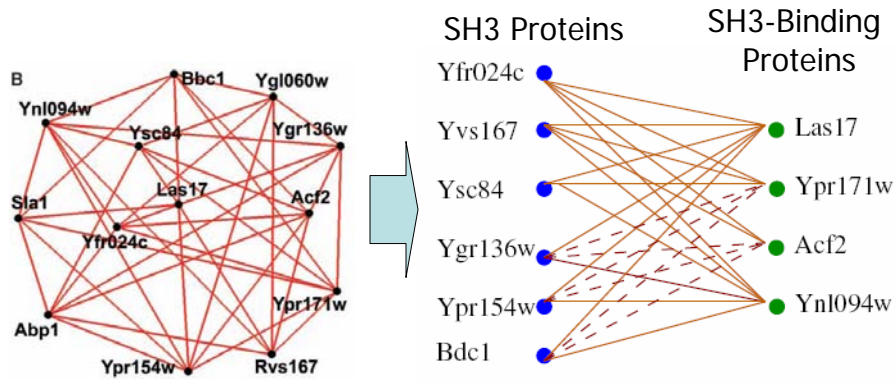 B
Bbc1
Ygl060w
Ynl094w
Ysc84
Ygr136w
Las17
Acf2
Sla1
Yfr024c
Ypr171w
Abp1
Ypr154w
Rvs167
SH3 Proteins
Yfr024c
Yvs167
Ysc84
Ygr136w
Ypr154w
Bdc1
SH3-Binding
Proteins
Las17
Ypr171w
Acf2
Ynl094w